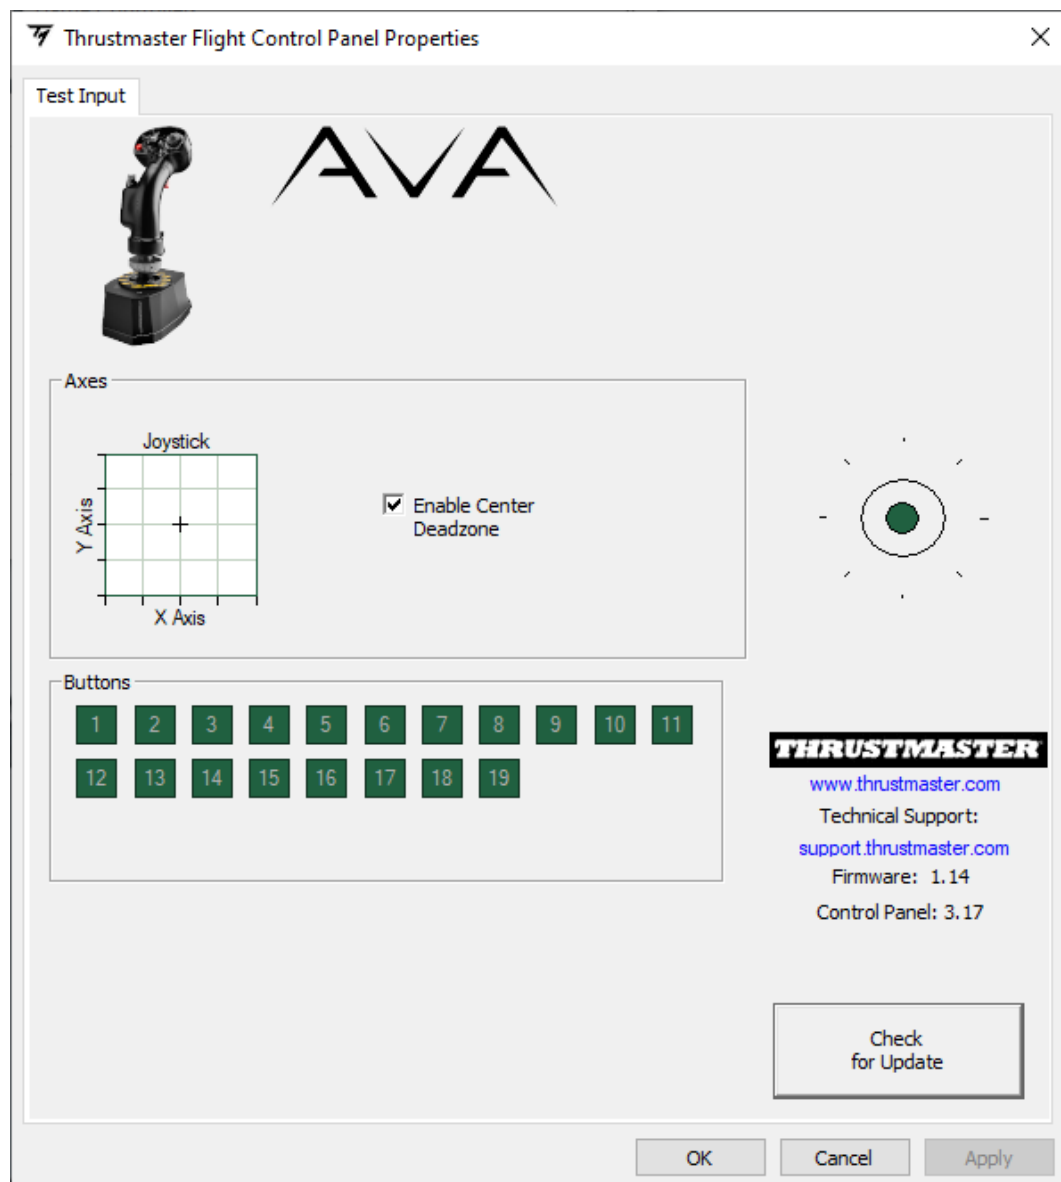 Thrustmaster Flight Control Panel Properties
Test Input
AVA
Axes
Joystick
Y Axis
X Axis
Enable Center
Deadzone
Buttons
1 2 3 4 5 6 7 8 9 10 11
12 13 14 15 16 17 18 19
THRUSTMASTER
www.thrustmaster.com
Technical Support:
support.thrustmaster.com
Firmware: 1.14
Control Panel: 3.17
Check
for Update
OK Cancel Apply